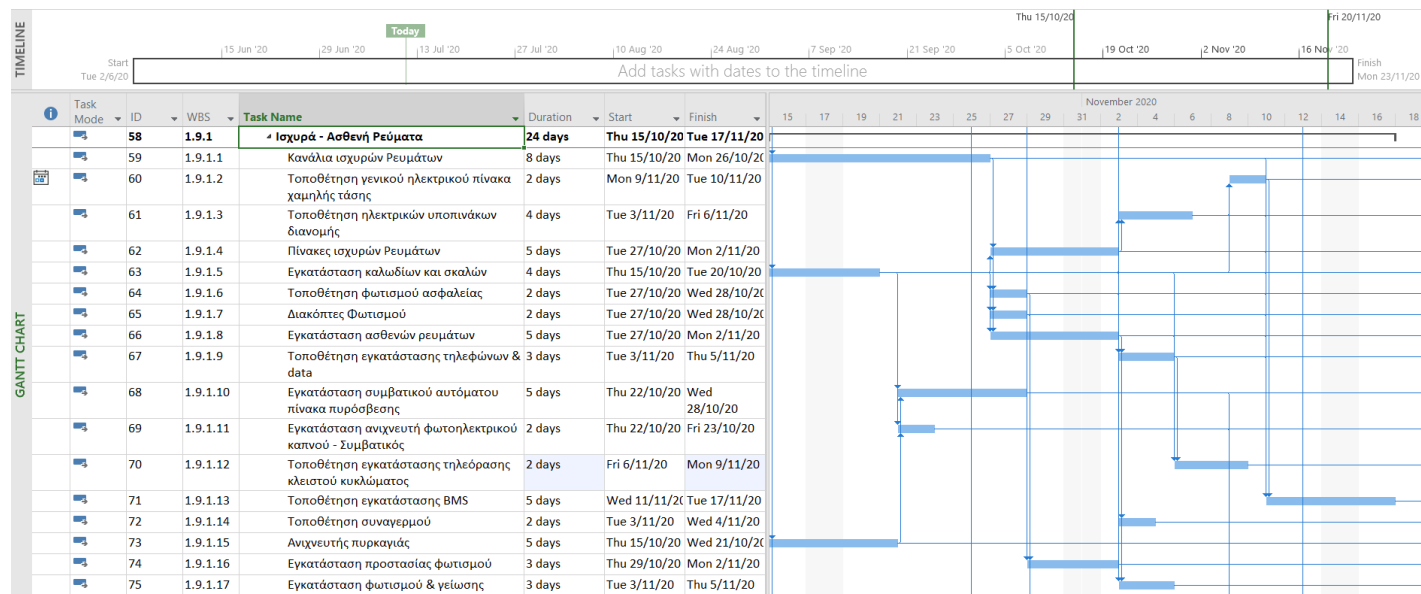 Thu 15/10/20 Fri 20/11/20
Today
15 Jun '20 29 Jun '20 13 Jul '20 27 Jul '20 10 Aug '20 24 Aug '20 7 Sep '20 21 Sep '20 5 Oct '20 19 Oct '20 2 Nov '20 16 Nov '20
TIMELINE
Start
Tue 2/6/20
Add tasks with dates to the timeline
Finish
Mon 23/11/20
GANTT CHART
Task Mode ID WBS Task Name Duration Start Finish
November 2020
15 17 19 21 23 25 27 29 31 2 4 6 8 10 12 14 16 18
58 1.9.1 Ισχυρά - Ασθενή Ρεύματα 24 days Thu 15/10/20 Tue 17/11/20
59 1.9.1.1 Κανάλια ισχυρών Ρευμάτων 8 days Thu 15/10/20 Mon 26/10/20
60 1.9.1.2 Τοποθέτηση γενικού ηλεκτρικού πίνακα 2 days Mon 9/11/20 Tue 10/11/20
χαμηλής τάσης
61 1.9.1.3 Τοποθέτηση ηλεκτρικών υποπινάκων 4 days Tue 3/11/20 Fri 6/11/20
διανομής
62 1.9.1.4 Πίνακες ισχυρών Ρευμάτων 5 days Tue 27/10/20 Mon 2/11/20
63 1.9.1.5 Εγκατάσταση καλωδίων και σκαλών 4 days Thu 15/10/20 Tue 20/10/20
64 1.9.1.6 Τοποθέτηση φωτισμού ασφαλείας 2 days Tue 27/10/20 Wed 28/10/20
65 1.9.1.7 Διακόπτες Φωτισμού 2 days Tue 27/10/20 Wed 28/10/20
66 1.9.1.8 Εγκατάσταση ασθενών ρευμάτων 5 days Tue 27/10/20 Mon 2/11/20
67 1.9.1.9 Τοποθέτηση εγκατάστασης τηλεφώνων & 3 days Tue 3/11/20 Thu 5/11/20
data
68 1.9.1.10 Εγκατάσταση συμβατικού αυτόματου 5 days Thu 22/10/20 Wed
πίνακα πυρόσβεσης 28/10/20
69 1.9.1.11 Εγκατάσταση ανιχνευτή φωτοηλεκτρικού 2 days Thu 22/10/20 Fri 23/10/20
καπνού - Συμβατικός
70 1.9.1.12 Τοποθέτηση εγκατάστασης τηλεόρασης 2 days Fri 6/11/20 Mon 9/11/20
κλειστού κυκλώματος
71 1.9.1.13 Τοποθέτηση εγκατάστασης BMS 5 days Wed 11/11/20 Tue 17/11/20
72 1.9.1.14 Τοποθέτηση συναγερμού 2 days Tue 3/11/20 Wed 4/11/20
73 1.9.1.15 Ανιχνευτής πυρκαγιάς 5 days Thu 15/10/20 Wed 21/10/20
74 1.9.1.16 Εγκατάσταση προστασίας φωτισμού 3 days Thu 29/10/20 Mon 2/11/20
75 1.9.1.17 Εγκατάσταση φωτισμού & γείωσης 3 days Tue 3/11/20 Thu 5/11/20